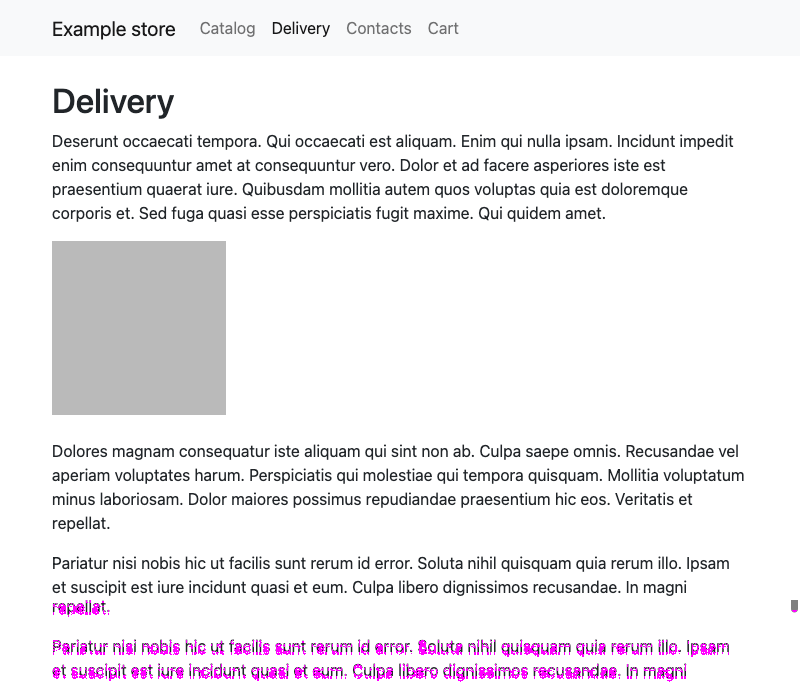 Example store Catalog Delivery Contacts Cart
Delivery
Deserunt occaecati tempora. Qui occaecati est aliquam. Enim qui nulla ipsam. Incidunt impedit
enim consequuntur amet at consequuntur vero. Dolor et ad facere asperiores iste est
praesentium quaerat iure. Quibusdam mollitia autem quos voluptas quia est doloremque
corporis et. Sed fuga quasi esse perspiciatis fugit maxime. Qui quidem amet.
Dolores magnam consequatur iste aliquam qui sint non ab. Culpa saepe omnis. Recusandae vel
aperiam voluptates harum. Perspiciatis qui molestiae qui tempora quisquam. Mollitia voluptatum
minus laboriosam. Dolor maiores possimus repudiandae praesentium hic eos. Veritatis et
repellat.
Pariatur nisi nobis hic ut facilis sunt rerum id error. Soluta nihil quisquam quia rerum illo. Ipsam
et suscipit est iure incidunt quasi et eum. Culpa libero dignissimos recusandae. In magni
repellat.
Pariatur nisi nobis hic ut facilis sunt rerum id error. Soluta nihil quisquam quia rerum illo. Ipsam
et suscipit est iure incidunt quasi et eum. Culpa libero dignissimos recusandae. In magni